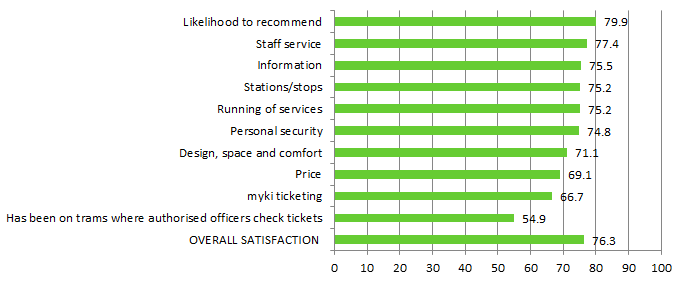 Likelihood to recommend 79.9
Staff service 77.4
Information 75.5
Stations/stops 75.2
Running of services 75.2
Personal security 74.8
Design, space and comfort 71.1
Price 69.1
myki ticketing 66.7
Has been on trams where authorised officers check tickets 54.9
OVERALL SATISFACTION 76.3
0 10 20 30 40 50 60 70 80 90 100